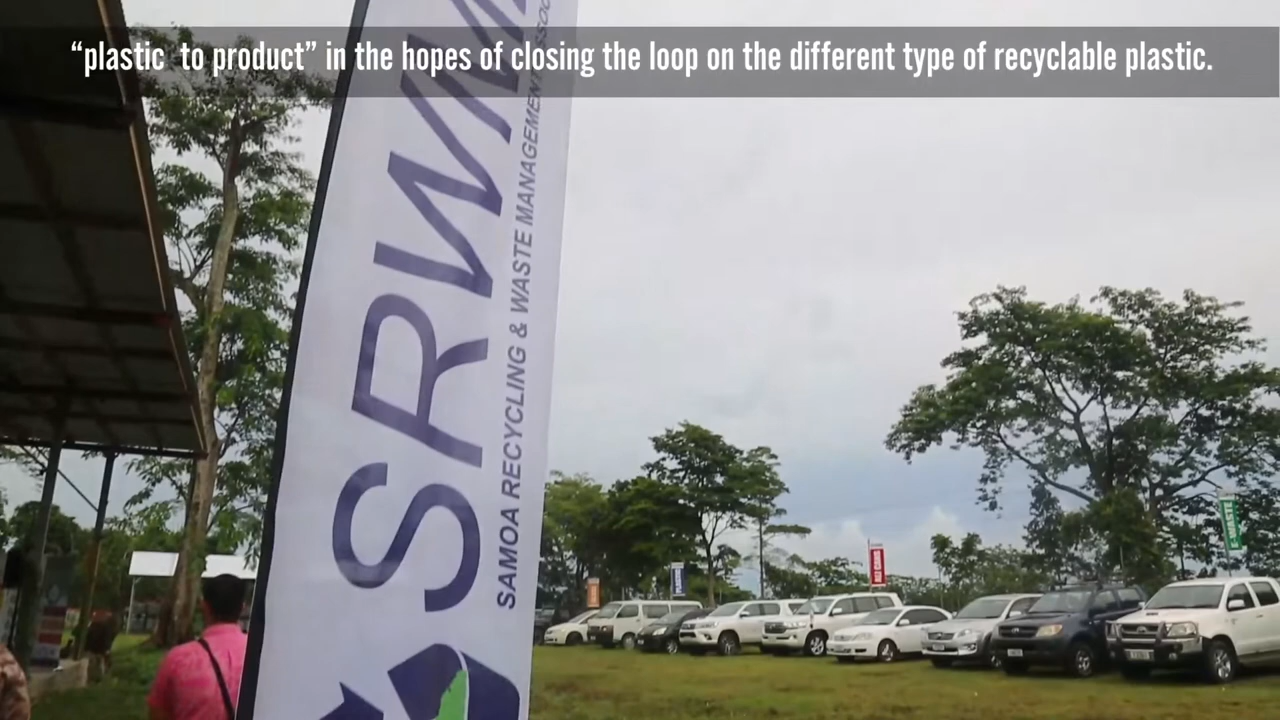 “plastic to product” in the hopes of closing the loop on the different type of recyclable plastic.
SRWM
SAMOA RECYCLING & WASTE MANAGEMENT